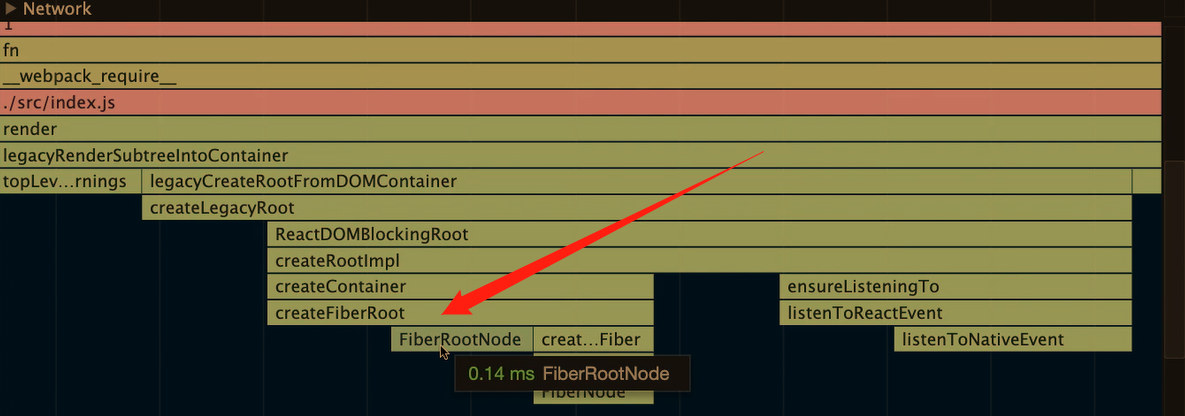 Network
fn
__webpack_require__
./src/index.js
render
legacyRenderSubtreeIntoContainer
topLev...rnings legacyCreateRootFromDOMContainer
createLegacyRoot
ReactDOMBlockingRoot
createRootImpl
createContainer ensureListeningTo
createFiberRoot listenToReactEvent
FiberRootNode creat...Fiber listenToNativeEvent
0.14 ms FiberRootNode
FiberNode